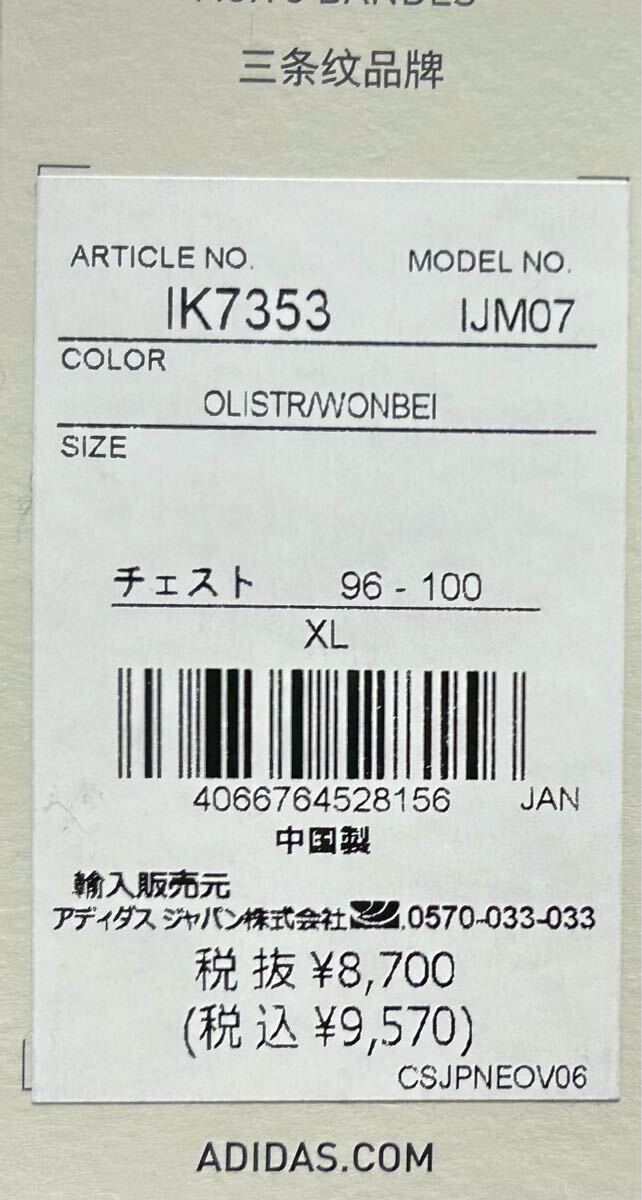 三条纹品牌
ARTICLE NO. MODEL NO.
IK7353 IJM07
COLOR
OLISTR/WONBEI
SIZE
チェスト 96 - 100
XL
4066764528156 JAN
中国製
輸入販売元
アディダス ジャパン株式会社 .0570-033-033
税抜 ¥8,700
(税込 ¥9,570)
CSJPNEOV06
ADIDAS.COM